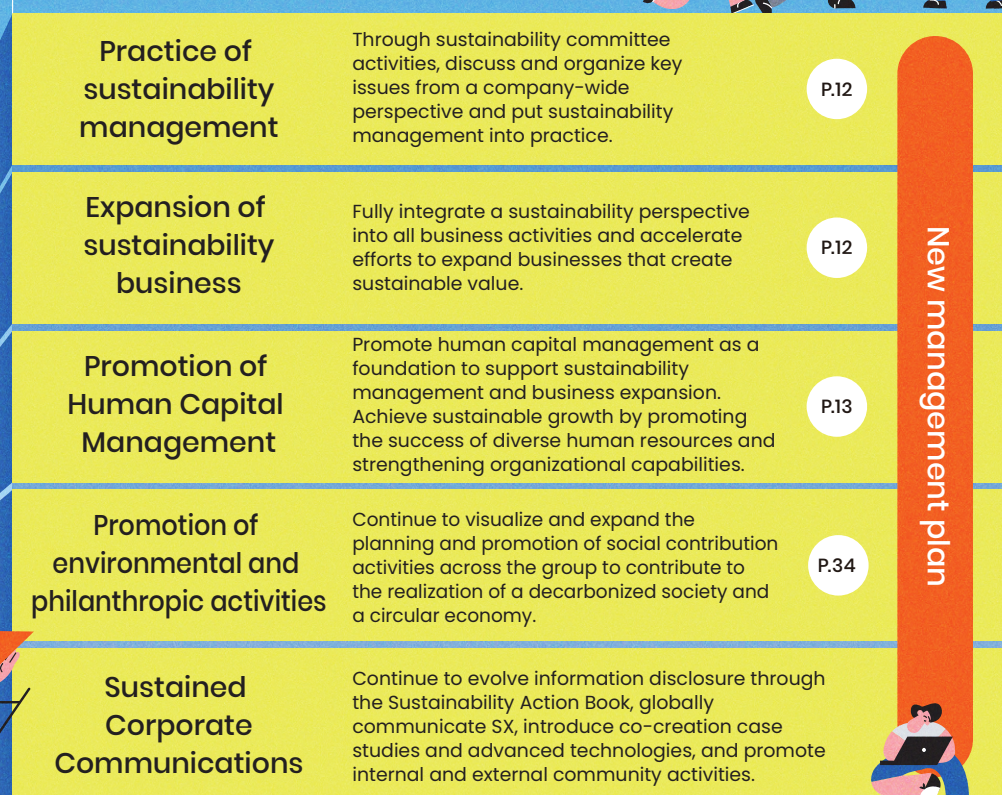 Practice of
sustainability
management
Through sustainability committee
activities, discuss and organize key
issues from a company-wide
perspective and put sustainability
management into practice.
P.12
Expansion of
sustainability
business
Fully integrate a sustainability perspective
into all business activities and accelerate
efforts to expand businesses that create
sustainable value.
P.12
Promotion of
Human Capital
Management
Promote human capital management as a
foundation to support sustainability
management and business expansion.
Achieve sustainable growth by promoting
the success of diverse human resources and
strengthening organizational capabilities.
P.13
Promotion of
environmental and
philanthropic activities
Continue to visualize and expand the
planning and promotion of social contribution
activities across the group to contribute to
the realization of a decarbonized society and
a circular economy.
P.34
Sustained
Corporate
Communications
Continue to evolve information disclosure through
the Sustainability Action Book, globally
communicate SX, introduce co-creation case
studies and advanced technologies, and promote
internal and external community activities.
New management plan